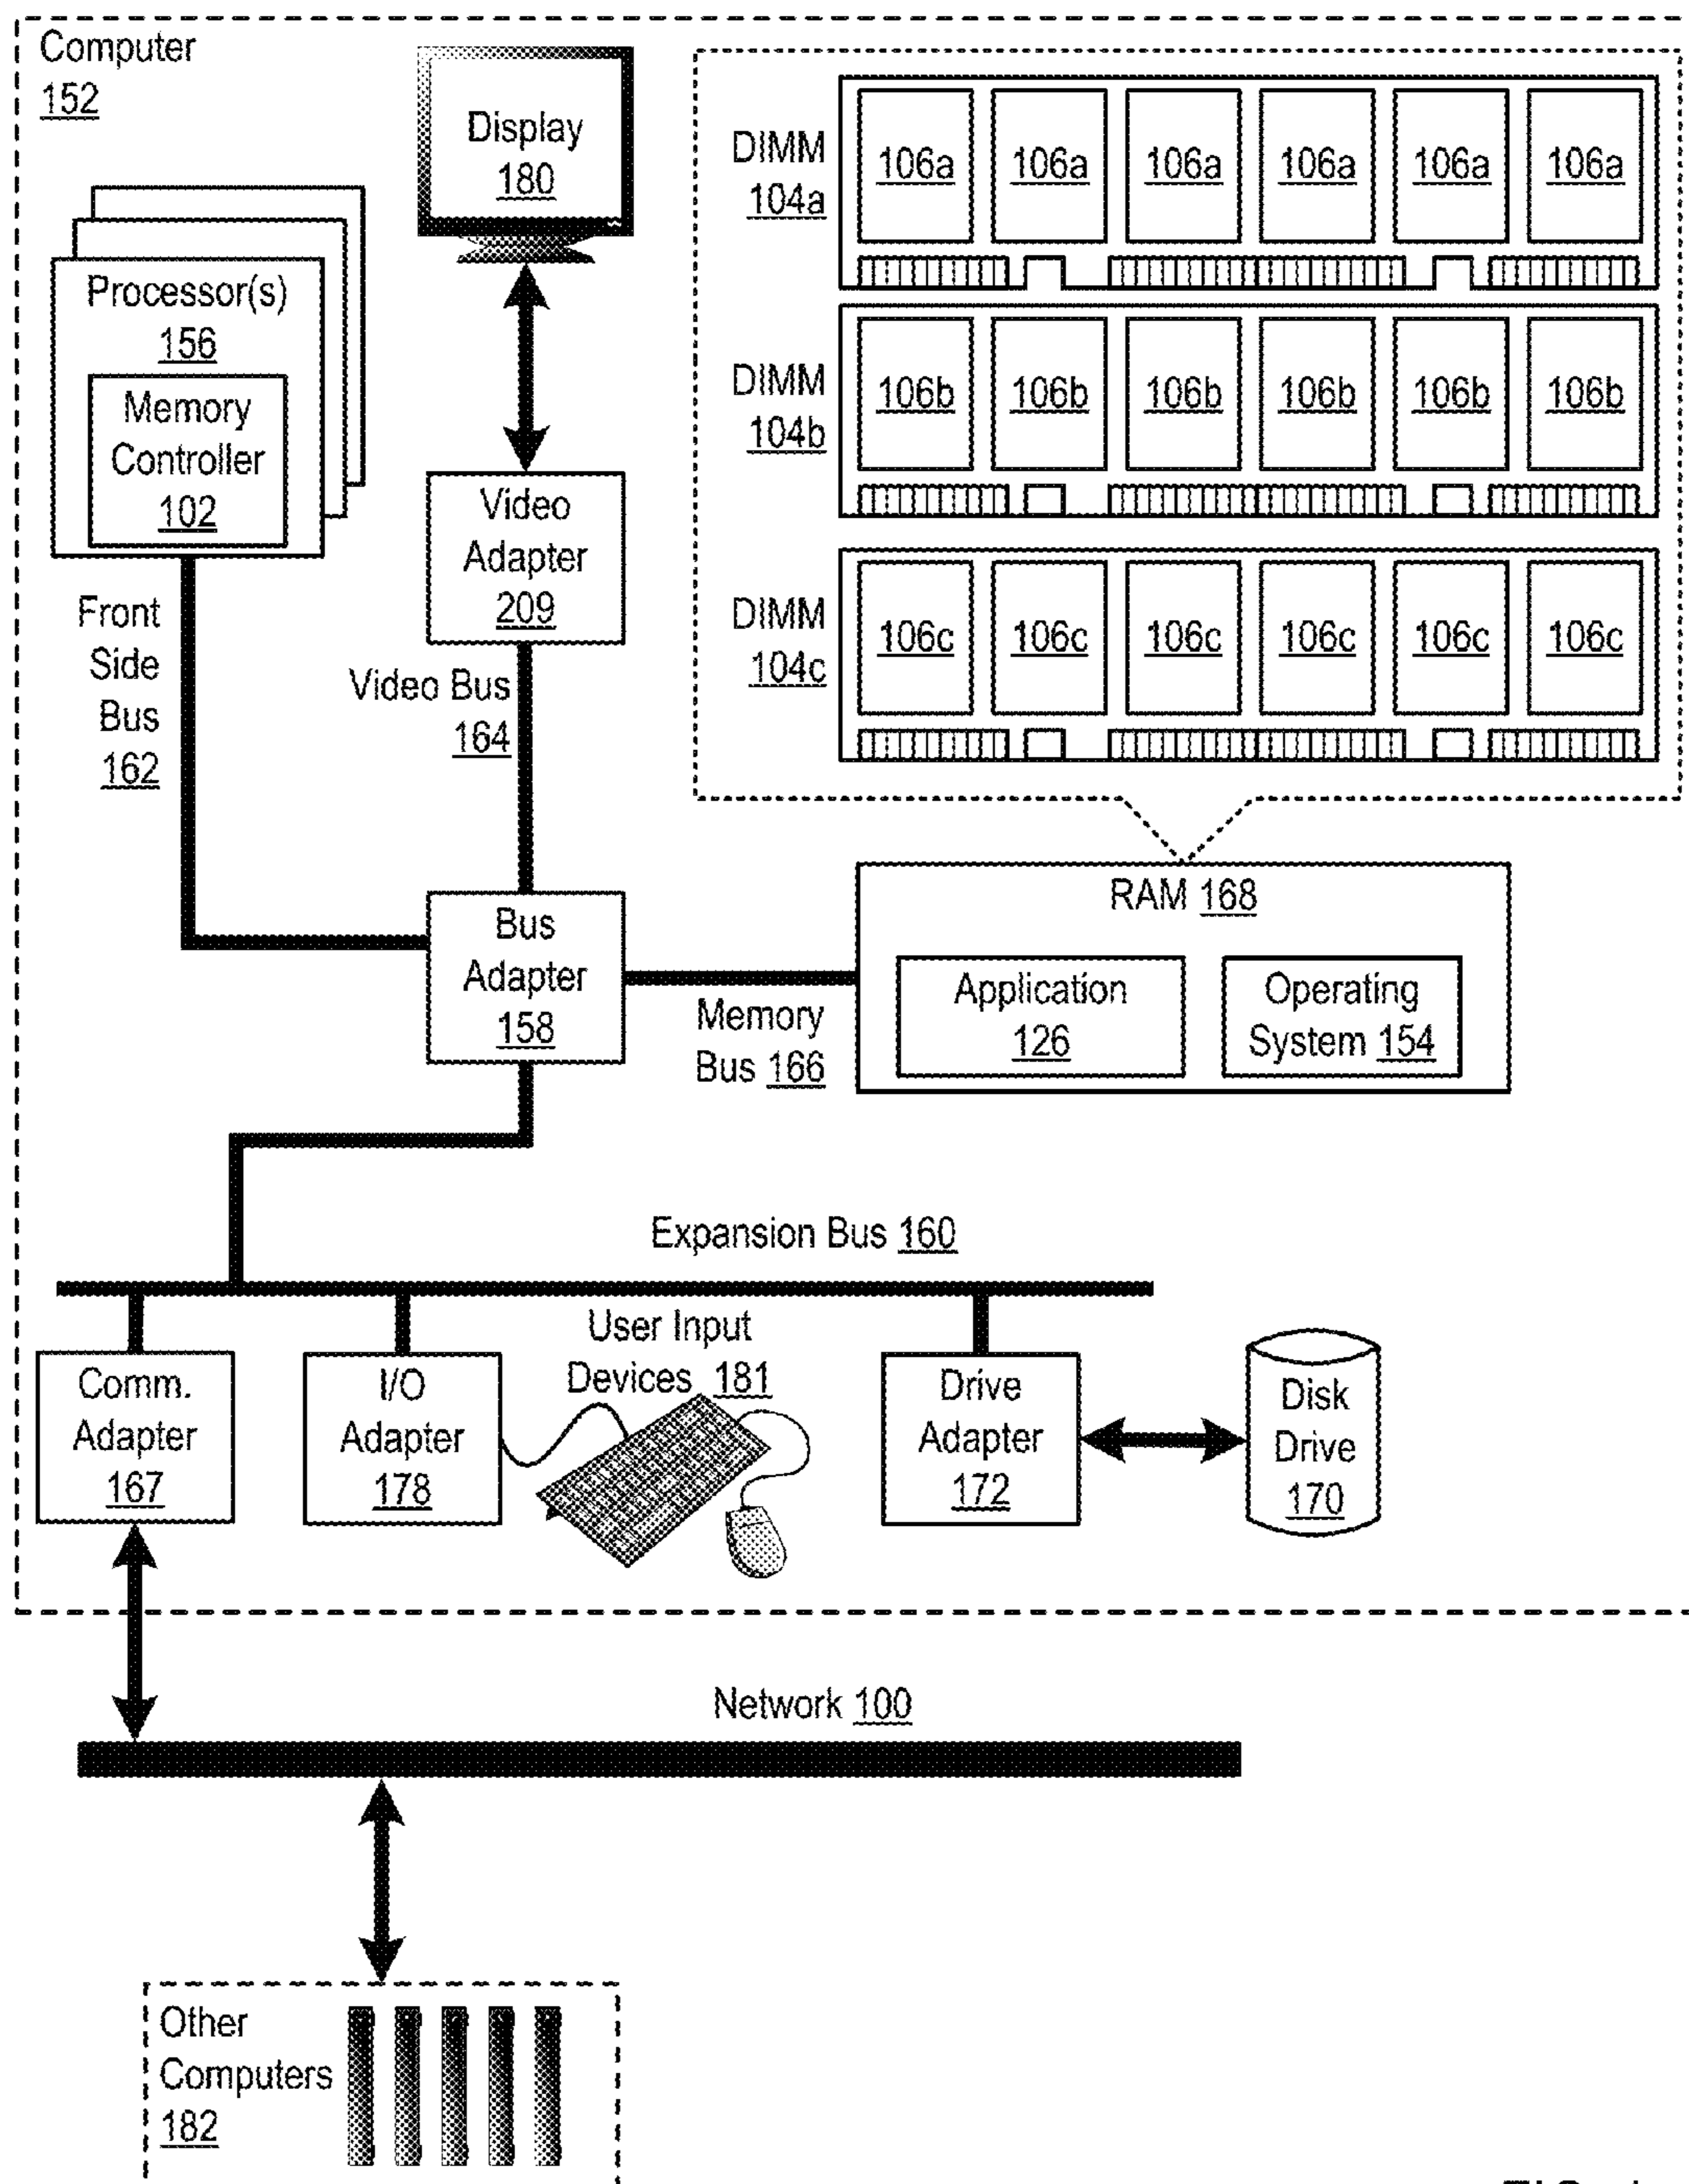 Computer
152
Display
180
DIMM
104a
106a 106a 106a 106a 106a 106a
DIMM
104b
106b 106b 106b 106b 106b 106b
DIMM
104c
106c 106c 106c 106c 106c 106c
Processor(s)
156
Memory
Controller
102
Video
Adapter
209
Front
Side
Bus
162
Video Bus
164
Bus
Adapter
158
Memory
Bus 166
RAM 168
Application
126
Operating
System 154
Expansion Bus 160
Comm.
Adapter
167
I/O
Adapter
178
User Input
Devices 181
Drive
Adapter
172
Disk
Drive
170
Network 100
Other
Computers
182